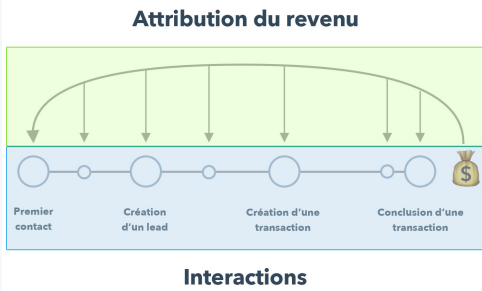 Attribution du revenu
$
Premier
contact
Création
d'un lead
Création d'une
transaction
Conclusion d'une
transaction
Interactions